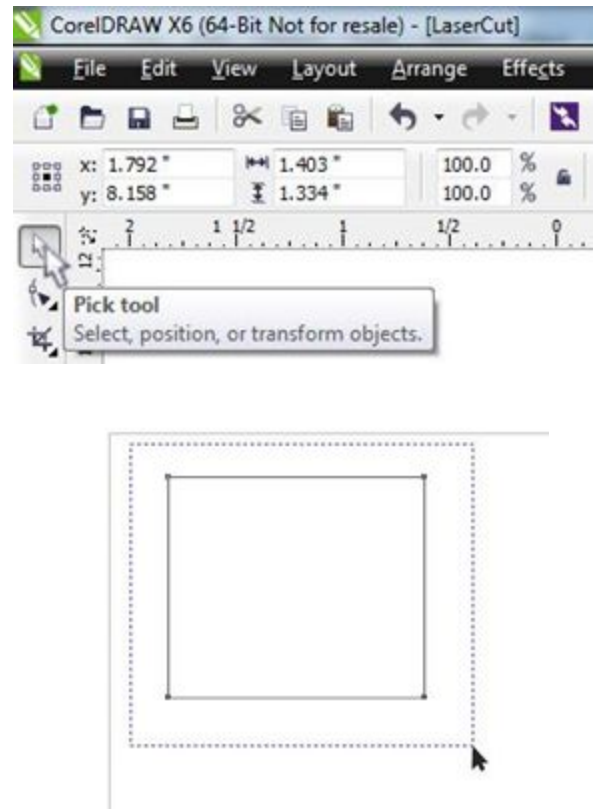 CorelDRAW X6 (64-Bit Not for resale) - [LaserCut]
File Edit View Layout Arrange Effects
x: 1.792 " 1.403 " 100.0 %
y: 8.158 " 1.334 " 100.0 %
2 1 1/2 1 1/2 0
12
Pick tool
Select, position, or transform objects.